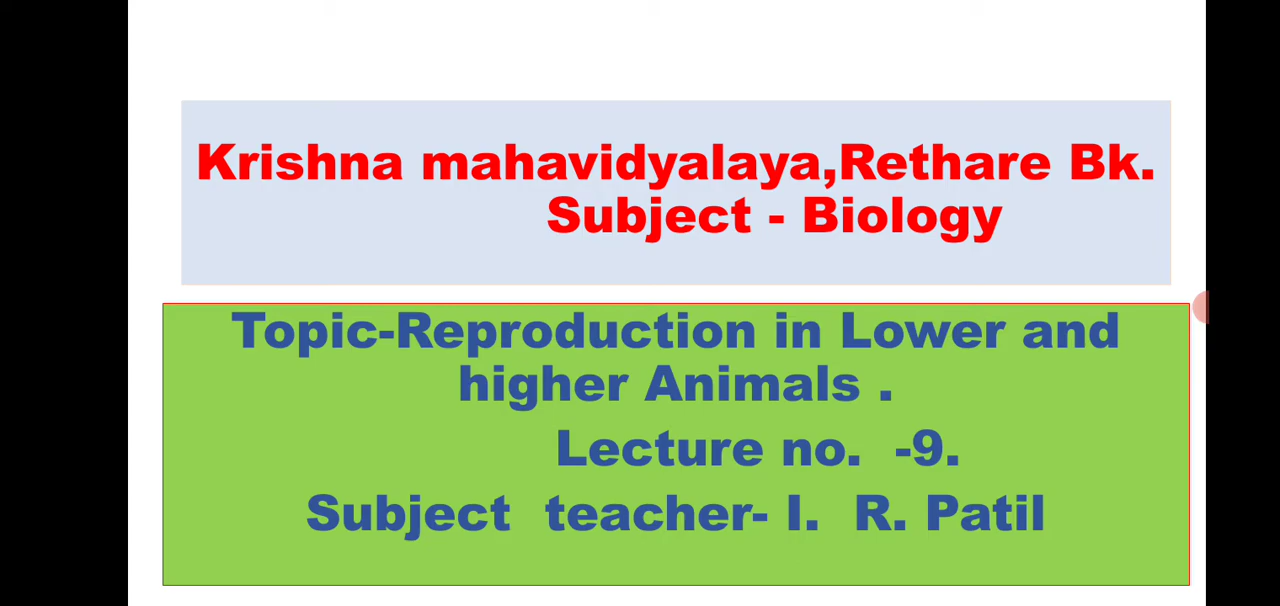 Krishna mahavidyalaya,Rethare Bk.
Subject - Biology
Topic-Reproduction in Lower and
higher Animals .
Lecture no. -9.
Subject teacher- I. R. Patil